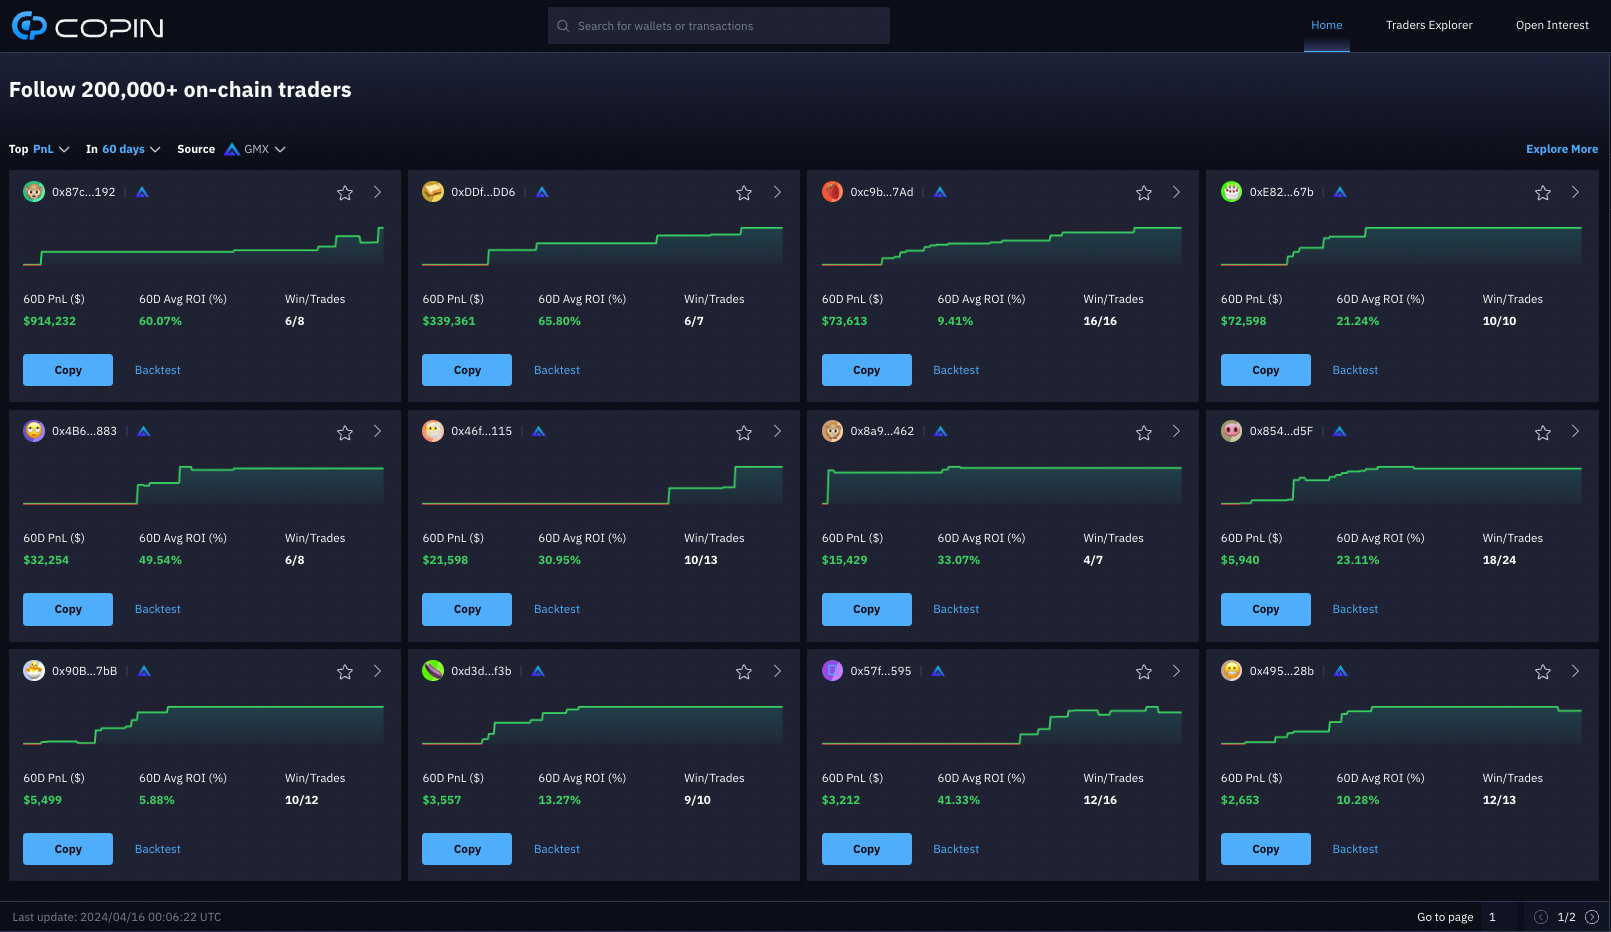 COPIN
Search for wallets or transactions
Home Traders Explorer Open Interest
Follow 200,000+ on-chain traders
Top PnL In 60 days Source GMX Explore More
0x87c...192 0xDDf...DD6 0xc9b...7Ad 0xE82...67b
60D PnL ($) 60D Avg ROI (%) Win/Trades 60D PnL ($) 60D Avg ROI (%) Win/Trades 60D PnL ($) 60D Avg ROI (%) Win/Trades 60D PnL ($) 60D Avg ROI (%) Win/Trades
$914,232 60.07% 6/8 $339,361 65.80% 6/7 $73,613 9.41% 16/16 $72,598 21.24% 10/10
Copy Backtest Copy Backtest Copy Backtest Copy Backtest
0x4B6...883 0x46f...115 0x8a9...462 0x854...d5F
60D PnL ($) 60D Avg ROI (%) Win/Trades 60D PnL ($) 60D Avg ROI (%) Win/Trades 60D PnL ($) 60D Avg ROI (%) Win/Trades 60D PnL ($) 60D Avg ROI (%) Win/Trades
$32,254 49.54% 6/8 $21,598 30.95% 10/13 $15,429 33.07% 4/7 $5,940 23.11% 18/24
Copy Backtest Copy Backtest Copy Backtest Copy Backtest
0x90B...7bB 0xd3d...f3b 0x57f...595 0x495...28b
60D PnL ($) 60D Avg ROI (%) Win/Trades 60D PnL ($) 60D Avg ROI (%) Win/Trades 60D PnL ($) 60D Avg ROI (%) Win/Trades 60D PnL ($) 60D Avg ROI (%) Win/Trades
$5,499 5.88% 10/12 $3,557 13.27% 9/10 $3,212 41.33% 12/16 $2,653 10.28% 12/13
Copy Backtest Copy Backtest Copy Backtest Copy Backtest
Last update: 2024/04/16 00:06:22 UTC Go to page 1 1/2